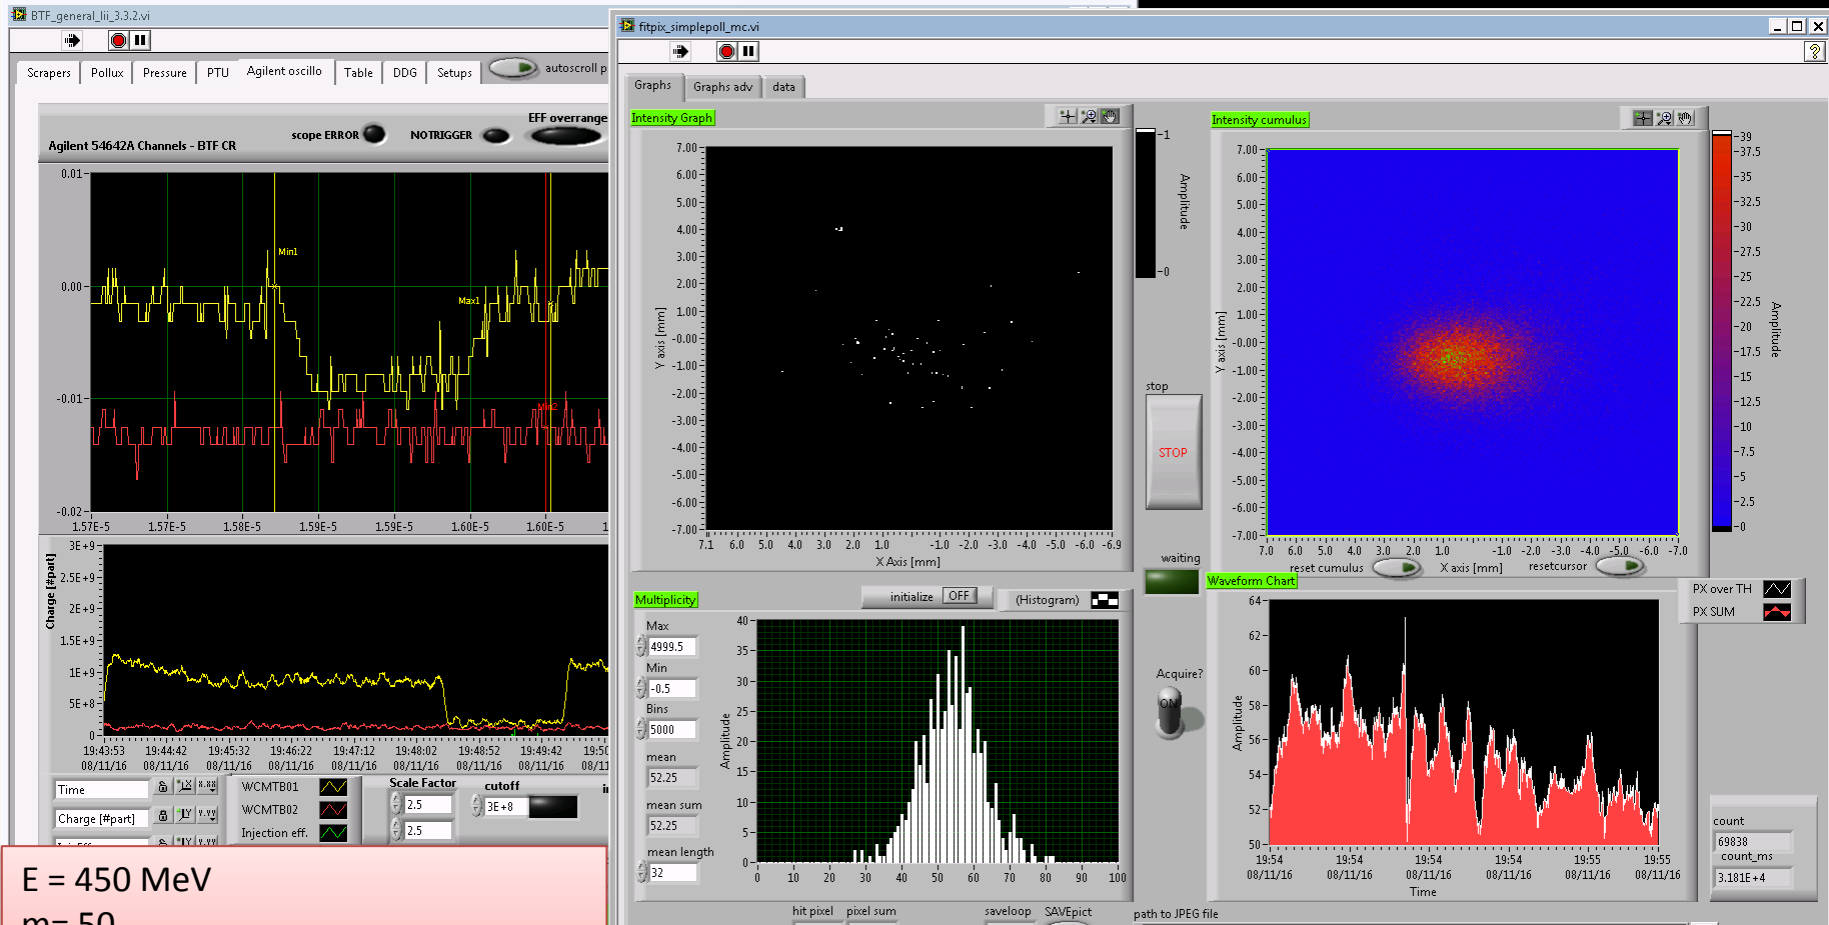 BTF_general_lii_3.3.2.vi
Scrapers Pollux Pressure PTU Agilent oscillo Table DDG Setups autoscroll p
scope ERROR NOTRIGGER EFF overrange
Agilent 54642A Channels - BTF CR
0.01
0.00
-0.01
-0.02
Min1
Max1
Min2
1.57E-5 1.57E-5 1.58E-5 1.59E-5 1.59E-5 1.60E-5 1.60E-5 1
Charge [#part]
3E+9
2.5E+9
2E+9
1.5E+9
1E+9
5E+8
0
19:43:53 19:44:42 19:45:32 19:46:22 19:47:12 19:48:02 19:48:52 19:49:42 19:50
08/11/16 08/11/16 08/11/16 08/11/16 08/11/16 08/11/16 08/11/16 08/11/16 08/1
Time
Charge [#part]
WCMTB01
WCMTB02
Injection eff.
Scale Factor
2.5
2.5
cutoff
3E+8
E = 450 MeV
m= 50
fitpix_simplepoll_mc.vi
Graphs Graphs adv data
Intensity Graph
7.00
6.00
5.00
4.00
3.00
2.00
1.00
-0.00
-1.00
-2.00
-3.00
-4.00
-5.00
-6.00
-7.00
Y axis [mm]
7.1 6.0 5.0 4.0 3.0 2.0 1.0 -1.0 -2.0 -3.0 -4.0 -5.0 -6.0 -6.9
X Axis [mm]
1
0
Amplitude
stop
STOP
waiting
Intensity cumulus
7.00
6.00
5.00
4.00
3.00
2.00
1.00
-0.00
-1.00
-2.00
-3.00
-4.00
-5.00
-6.00
-7.00
Y axis [mm]
7.0 6.0 5.0 4.0 3.0 2.0 1.0 -1.0 -2.0 -3.0 -4.0 -5.0 -6.0 -7.0
reset cumulus X axis [mm] resetcursor
39
37.5
35
32.5
30
27.5
25
22.5
20
17.5
15
12.5
10
7.5
5
2.5
0
Amplitude
Multiplicity
initialize OFF (Histogram)
Max
4999.5
Min
-0.5
Bins
5000
mean
52.25
mean sum
52.25
mean length
32
Amplitude
40
35
30
25
20
15
10
5
0
0 10 20 30 40 50 60 70 80 90 100
hit pixel pixel sum saveloop SAVEpict path to JPEG file
Acquire?
ON
Waveform Chart
PX over TH
PX SUM
Amplitude
64
62
60
58
56
54
52
50
19:54 19:54 19:54 19:54 19:55 19:55
08/11/16 08/11/16 08/11/16 08/11/16 08/11/16 08/11/16
Time
count
69838
count_ms
3.181E+4